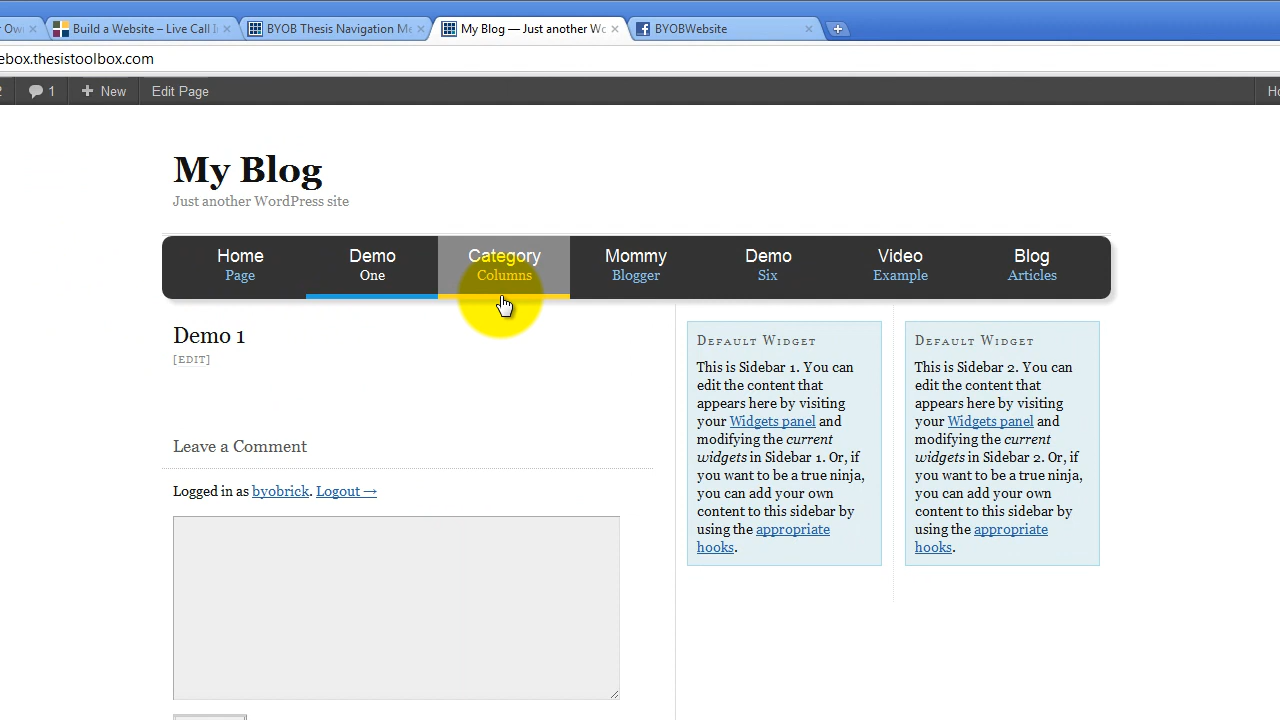 Build a Website – Live Call I
BYOB Thesis Navigation Me
My Blog — Just another Wo
BYOBWebsite
ebox.thesistoolbox.com
1
New
Edit Page
My Blog
Just another WordPress site
Home
Page
Demo
One
Category
Columns
Mommy
Blogger
Demo
Six
Video
Example
Blog
Articles
Demo 1
[EDIT]
Leave a Comment
Logged in as byobrick. Logout →
Default Widget
This is Sidebar 1. You can
edit the content that
appears here by visiting
your Widgets panel and
modifying the current
widgets in Sidebar 1. Or, if
you want to be a true ninja,
you can add your own
content to this sidebar by
using the appropriate
hooks.
Default Widget
This is Sidebar 2. You can
edit the content that
appears here by visiting
your Widgets panel and
modifying the current
widgets in Sidebar 2. Or, if
you want to be a true ninja,
you can add your own
content to this sidebar by
using the appropriate
hooks.